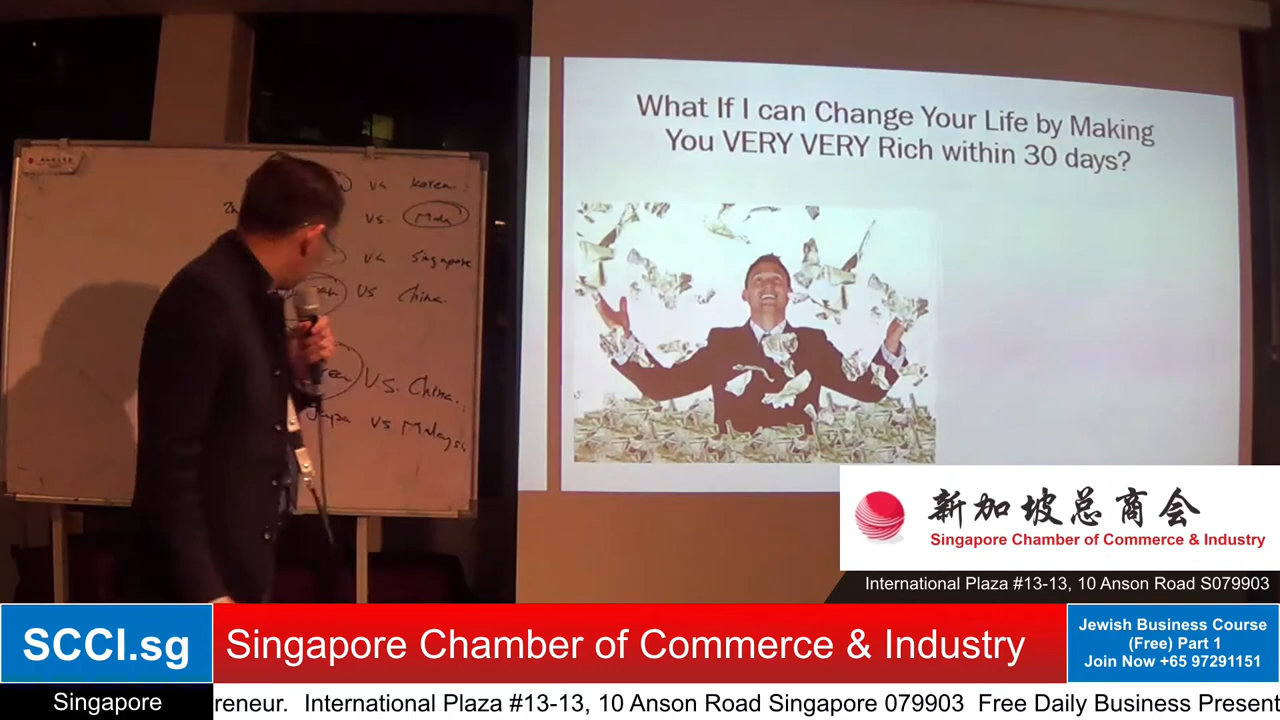 vs Korea
vs.
vs Singapore
vs China
Vs. China
vs Malaysia
What If I can Change Your Life by Making
You VERY VERY Rich within 30 days?
新加坡总商会
Singapore Chamber of Commerce & Industry
International Plaza #13-13, 10 Anson Road S079903
SCCI.sg
Singapore Chamber of Commerce & Industry
Jewish Business Course
(Free) Part 1
Join Now +65 97291151
Singapore
reneur. International Plaza #13-13, 10 Anson Road Singapore 079903 Free Daily Business Present